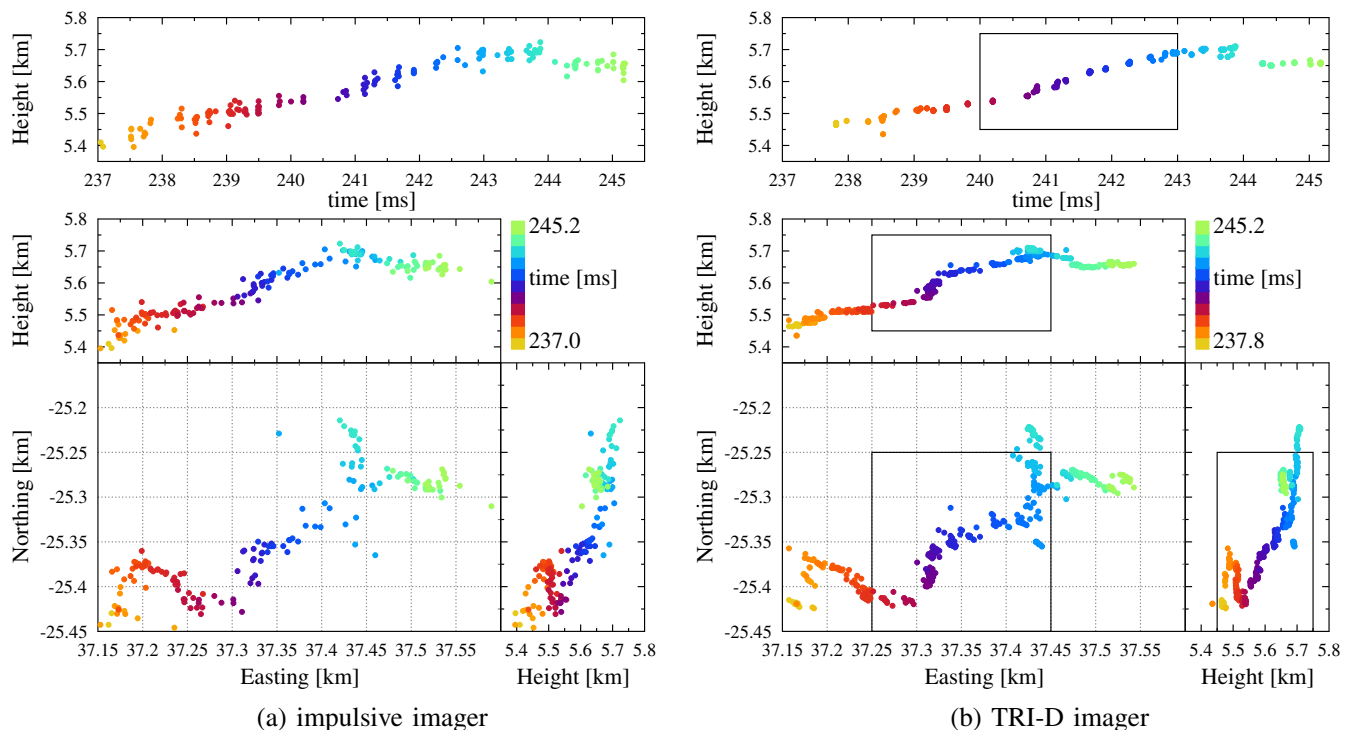 5.8
5.7
5.6
5.5
5.4
Height [km]
237 238 239 240 241 242 243 244 245
time [ms]
5.8
5.7
5.6
5.5
5.4
Height [km]
245.2
time [ms]
237.0
-25.2
-25.25
-25.3
-25.35
-25.4
-25.45
Northing [km]
37.15 37.2 37.25 37.3 37.35 37.4 37.45 37.5 37.55
Easting [km]
5.4 5.5 5.6 5.7 5.8
Height [km]
(a) impulsive imager
5.8
5.7
5.6
5.5
5.4
Height [km]
237 238 239 240 241 242 243 244 245
time [ms]
5.8
5.7
5.6
5.5
5.4
Height [km]
245.2
time [ms]
237.8
-25.2
-25.25
-25.3
-25.35
-25.4
-25.45
Northing [km]
37.15 37.2 37.25 37.3 37.35 37.4 37.45 37.5 37.55
Easting [km]
5.4 5.5 5.6 5.7 5.8
Height [km]
(b) TRI-D imager